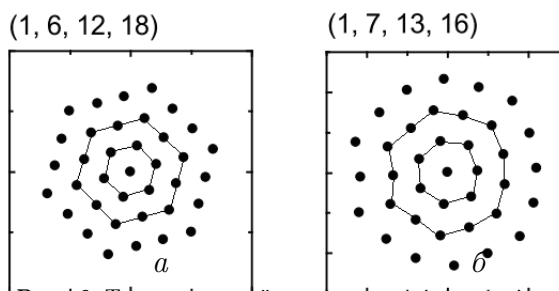 (1, 6, 12, 18)
(1, 7, 13, 16)
а
б